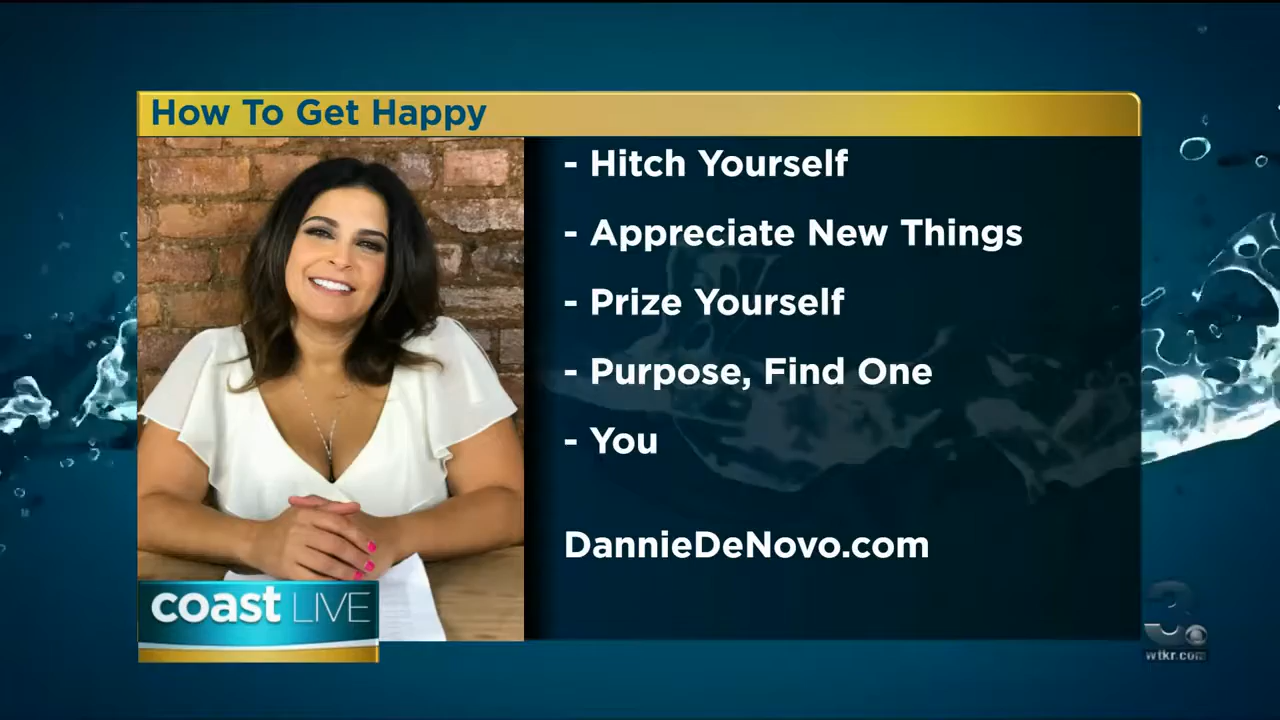 How To Get Happy
- Hitch Yourself
- Appreciate New Things
- Prize Yourself
- Purpose, Find One
- You
DannieDeNovo.com
coast LIVE
3
wtkr.com